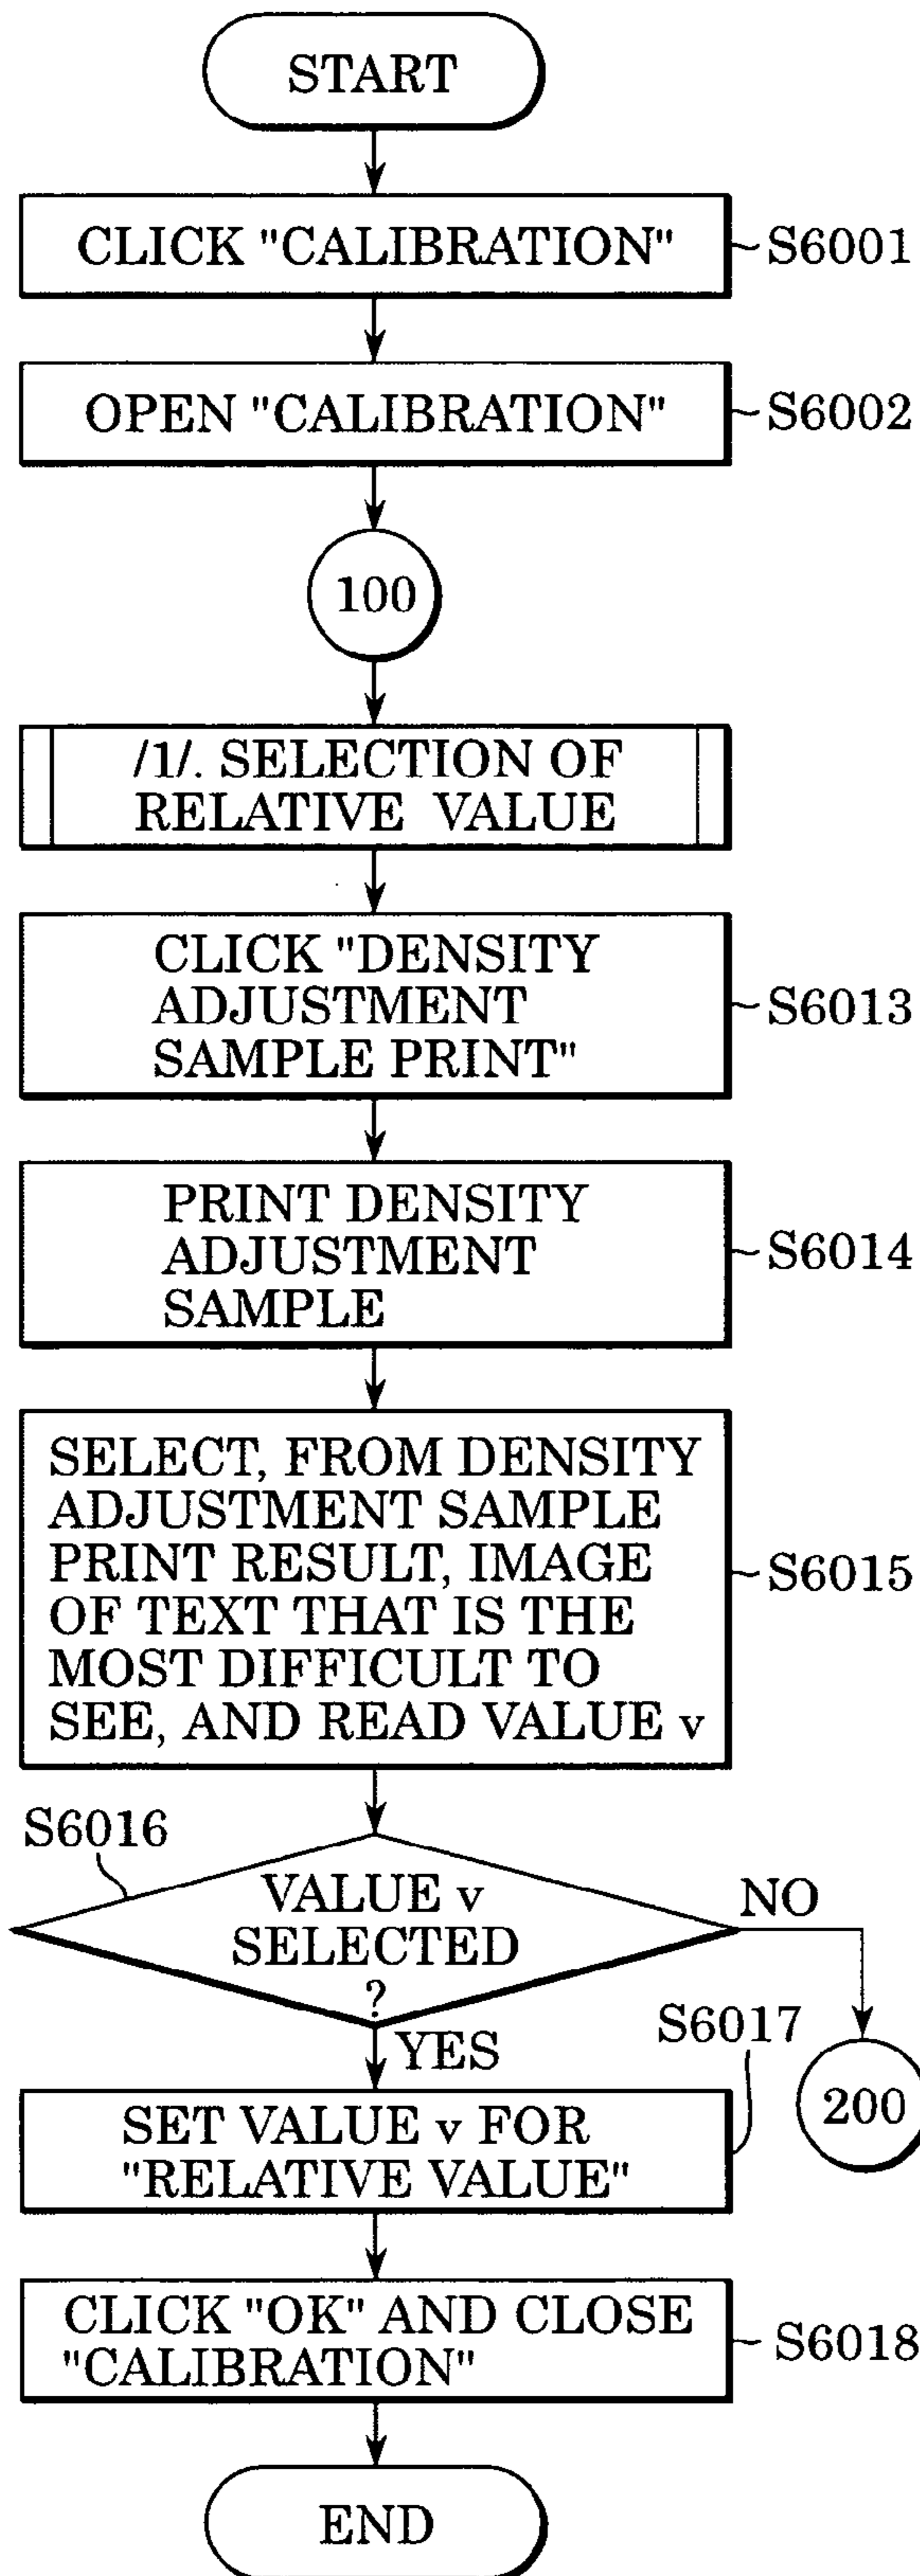 START
CLICK "CALIBRATION"
S6001
OPEN "CALIBRATION"
S6002
100
/1/. SELECTION OF
RELATIVE VALUE
CLICK "DENSITY
ADJUSTMENT
SAMPLE PRINT"
S6013
PRINT DENSITY
ADJUSTMENT
SAMPLE
S6014
SELECT, FROM DENSITY
ADJUSTMENT SAMPLE
PRINT RESULT, IMAGE
OF TEXT THAT IS THE
MOST DIFFICULT TO
SEE, AND READ VALUE v
S6015
S6016
VALUE v
SELECTED
?
NO
YES
200
S6017
SET VALUE v FOR
"RELATIVE VALUE"
CLICK "OK" AND CLOSE
"CALIBRATION"
S6018
END